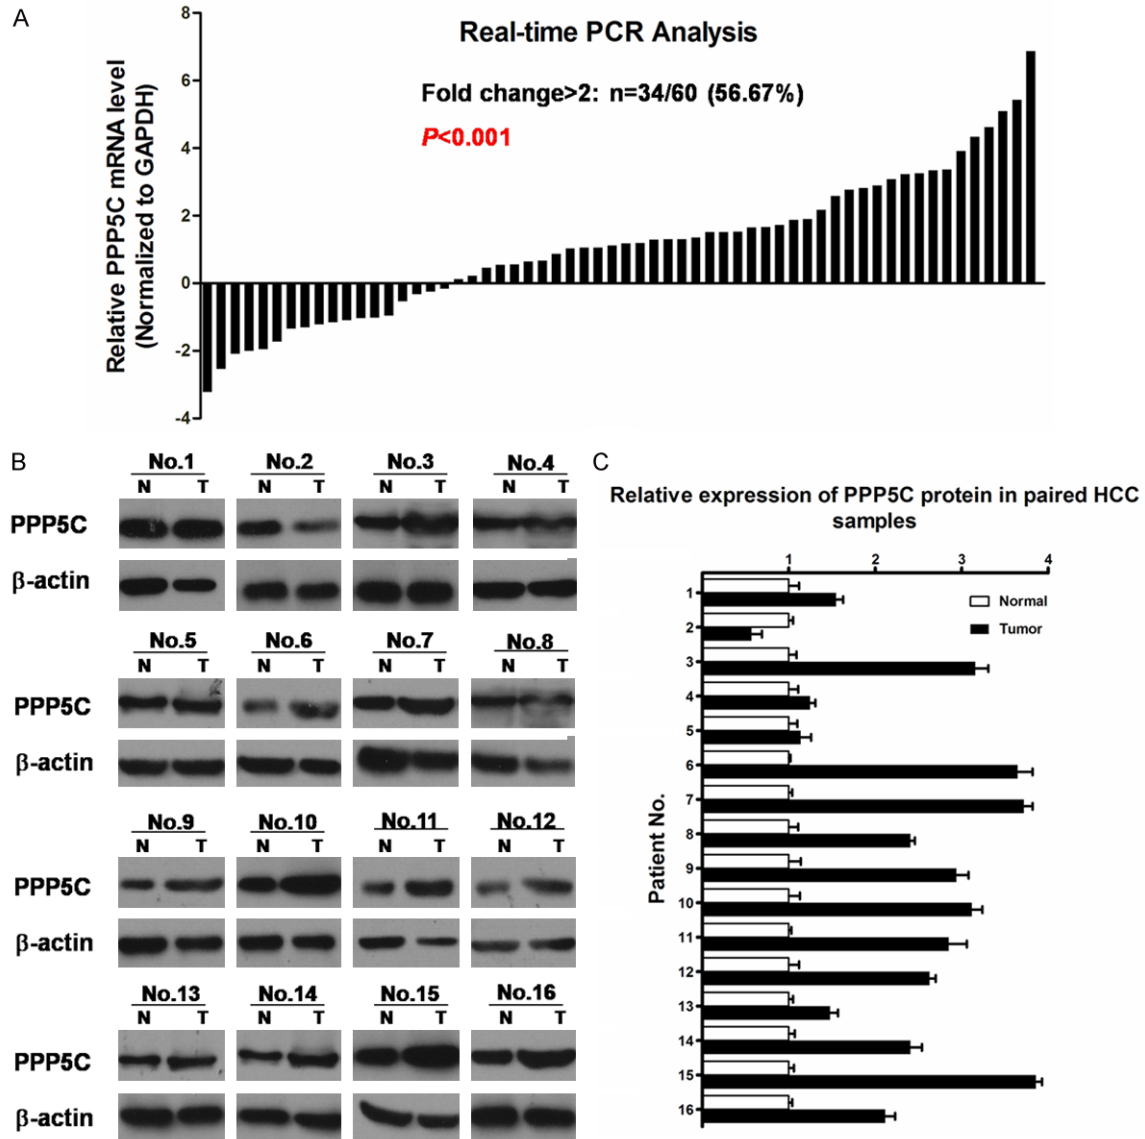 A
Real-time PCR Analysis
Fold change>2: n=34/60 (56.67%)
P<0.001
Relative PPP5C mRNA level
(Normalized to GAPDH)
8
6
4
2
0
-2
-4
B
No.1 No.2 No.3 No.4
N T N T N T N T
PPP5C
β-actin
No.5 No.6 No.7 No.8
N T N T N T N T
PPP5C
β-actin
No.9 No.10 No.11 No.12
N T N T N T N T
PPP5C
β-actin
No.13 No.14 No.15 No.16
N T N T N T N T
PPP5C
β-actin
C
Relative expression of PPP5C protein in paired HCC
samples
1 2 3 4
Normal
Tumor
Patient No.
1
2
3
4
5
6
7
8
9
10
11
12
13
14
15
16